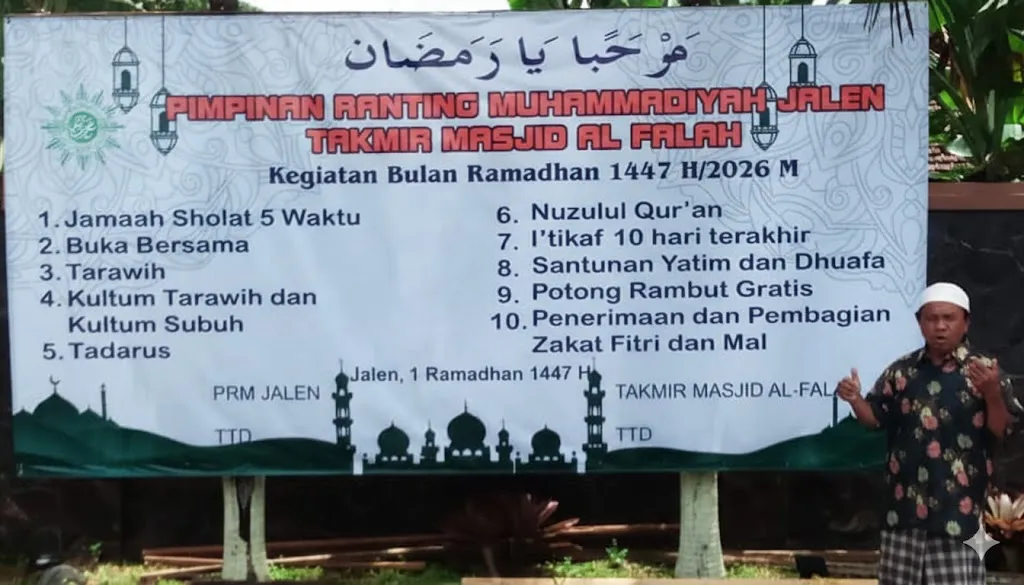 مَرْحَبًا يَا رَمَضَان
PIMPINAN RANTING MUHAMMADIYAH JALEN
TAKMIR MASJID AL FALAH
Kegiatan Bulan Ramadhan 1447 H/2026 M
1. Jamaah Sholat 5 Waktu
2. Buka Bersama
3. Tarawih
4. Kultum Tarawih dan
Kultum Subuh
5. Tadarus
6. Nuzulul Qur'an
7. I'tikaf 10 hari terakhir
8. Santunan Yatim dan Dhuafa
9. Potong Rambut Gratis
10. Penerimaan dan Pembagian
Zakat Fitri dan Mal
Jalen, 1 Ramadhan 1447 H
PRM JALEN
TTD
TAKMIR MASJID AL-FAL
TTD